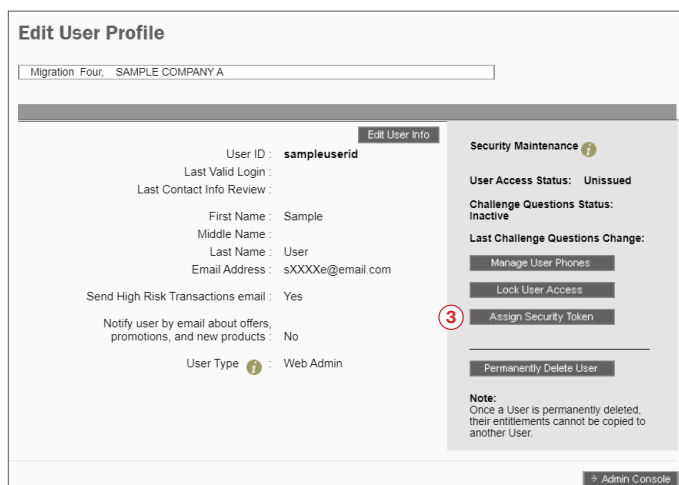 Edit User Profile
Migration Four, SAMPLE COMPANY A
Edit User Info
User ID : sampleuserid
Last Valid Login :
Last Contact Info Review :
First Name : Sample
Middle Name :
Last Name : User
Email Address : sXXXe@email.com
Send High Risk Transactions email : Yes
Notify user by email about offers,
promotions, and new products : No
User Type i : Web Admin
Security Maintenance i
User Access Status: Unissued
Challenge Questions Status:
Inactive
Last Challenge Questions Change:
Manage User Phones
Lock User Access
3 Assign Security Token
Permanently Delete User
Note:
Once a User is permanently deleted,
their entitlements cannot be copied to
another User.
→ Admin Console